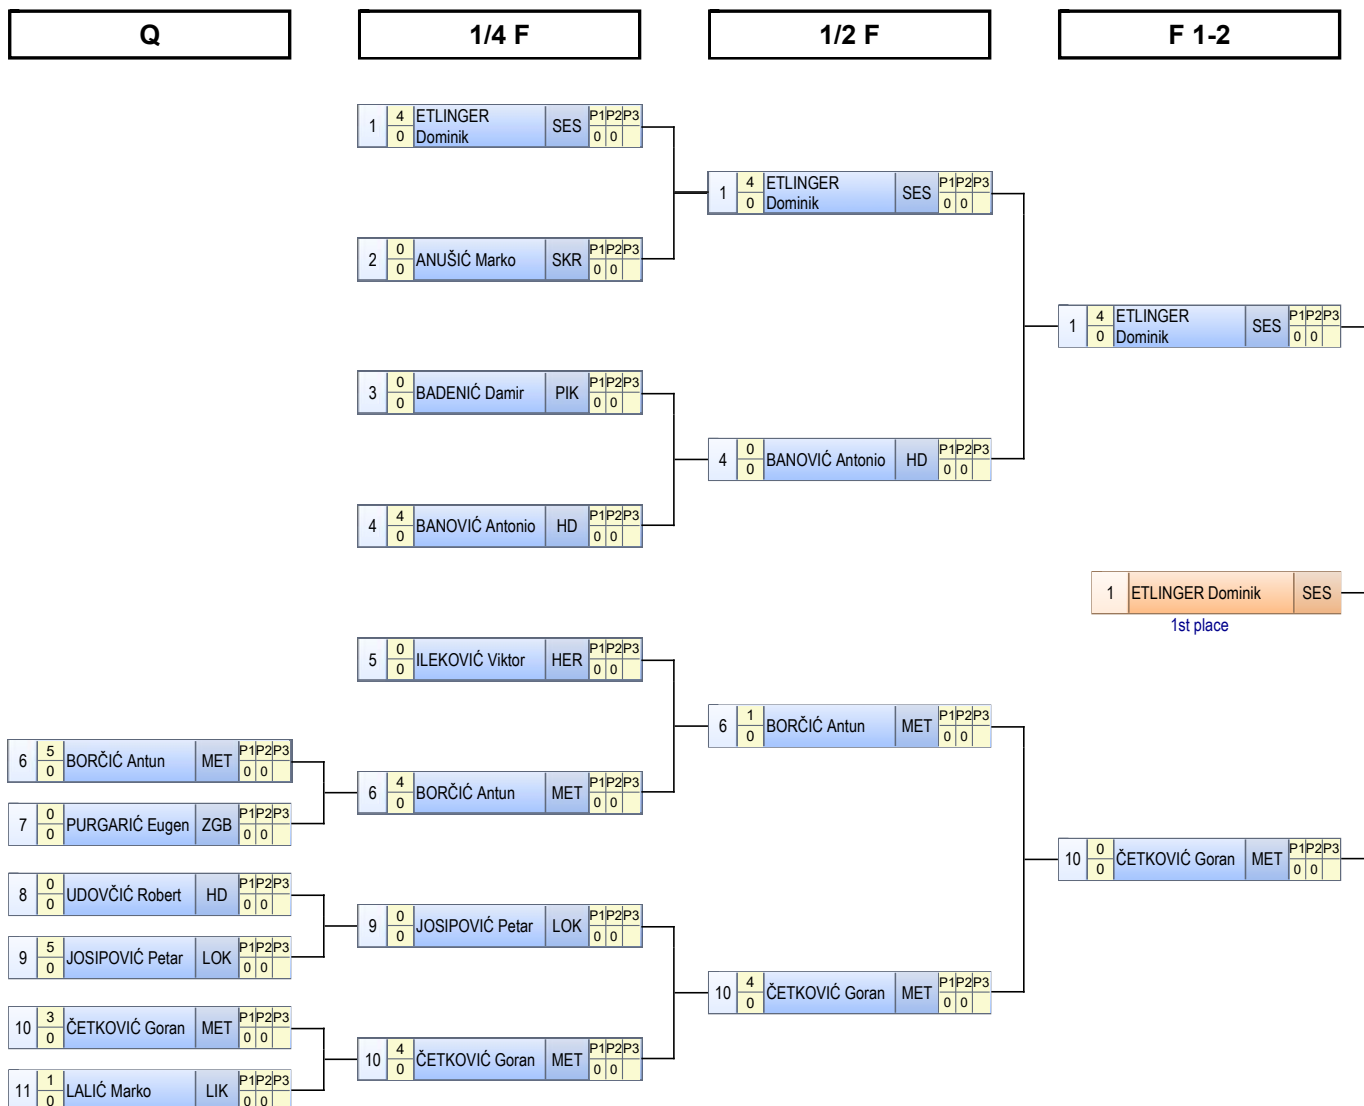 Q 1/4 F 1/2 F F 1-2
1 4 ETLINGER Dominik SES P1 P2 P3
0 0 0
1 4 ETLINGER Dominik SES P1 P2 P3
0 0 0
2 0 ANUŠIĆ Marko SKR P1 P2 P3
0 0 0
1 4 ETLINGER Dominik SES P1 P2 P3
0 0 0
3 0 BADENIĆ Damir PIK P1 P2 P3
0 0 0
4 0 BANOVIĆ Antonio HD P1 P2 P3
0 0 0
4 4 BANOVIĆ Antonio HD P1 P2 P3
0 0 0
1 ETLINGER Dominik SES
1st place
5 0 ILEKOVIĆ Viktor HER P1 P2 P3
0 0 0
6 1 BORČIĆ Antun MET P1 P2 P3
0 0 0
6 5 BORČIĆ Antun MET P1 P2 P3
0 0 0
6 4 BORČIĆ Antun MET P1 P2 P3
0 0 0
7 0 PURGARIĆ Eugen ZGB P1 P2 P3
0 0 0
10 0 ČETKOVIĆ Goran MET P1 P2 P3
0 0 0
8 0 UDOVČIĆ Robert HD P1 P2 P3
0 0 0
9 0 JOSIPOVIĆ Petar LOK P1 P2 P3
0 0 0
9 5 JOSIPOVIĆ Petar LOK P1 P2 P3
0 0 0
10 4 ČETKOVIĆ Goran MET P1 P2 P3
0 0 0
10 3 ČETKOVIĆ Goran MET P1 P2 P3
0 0 0
10 4 ČETKOVIĆ Goran MET P1 P2 P3
0 0 0
11 1 LALIĆ Marko LIK P1 P2 P3
0 0 0